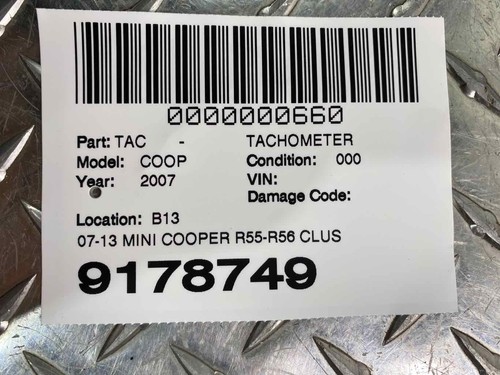 0000000660
Part: TAC - TACHOMETER
Model: COOP Condition: 000
Year: 2007 VIN:
Damage Code:
Location: B13
07-13 MINI COOPER R55-R56 CLUS
9178749